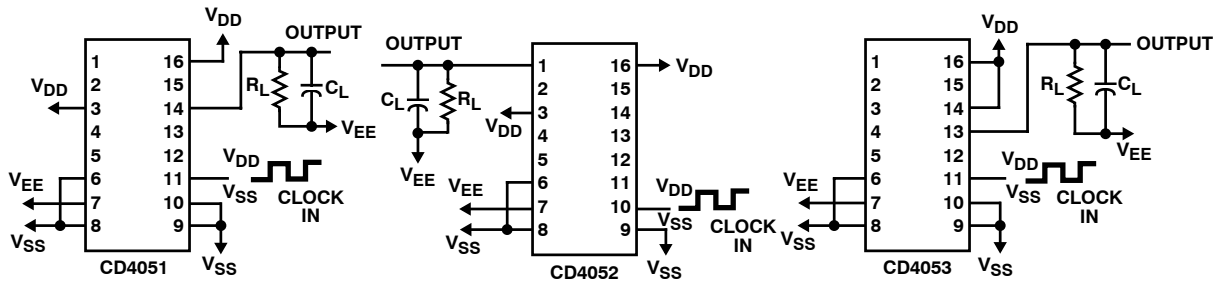 VDD
OUTPUT
1 16
2 15
VDD
3 14
4 13
5 12
6 11
7 10
8 9
RL
CL
VEE
VDD
VSS
CLOCK
IN
VEE
VSS
VSS
CD4051
OUTPUT
CL
RL
VEE
1 16
VDD
2 15
VDD
3 14
4 13
5 12
6 11
7 10
8 9
VDD
VSS
CLOCK
IN
VEE
VSS
VSS
CD4052
VDD
OUTPUT
1 16
2 15
3 14
4 13
5 12
6 11
7 10
8 9
RL
CL
VEE
VDD
VSS
CLOCK
IN
VEE
VSS
VSS
CD4053